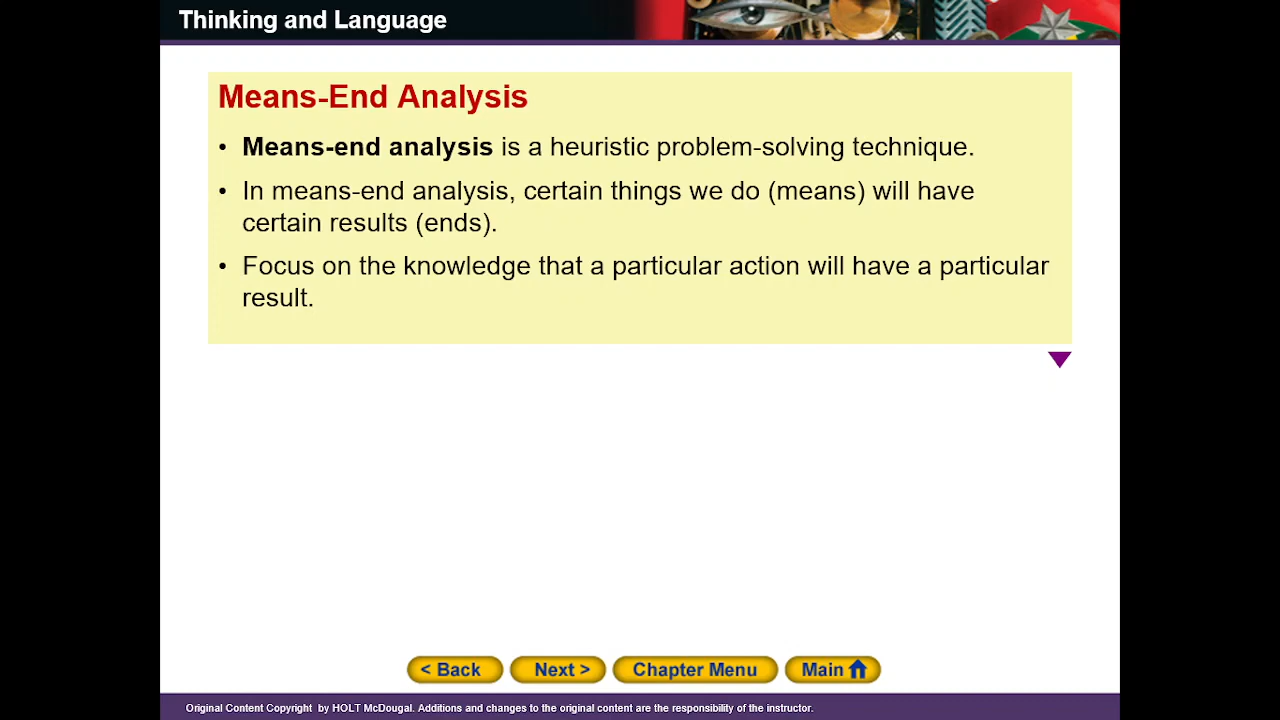 Thinking and Language
Means-End Analysis
• Means-end analysis is a heuristic problem-solving technique.
• In means-end analysis, certain things we do (means) will have
certain results (ends).
• Focus on the knowledge that a particular action will have a particular
result.
< Back Next > Chapter Menu Main
Original Content Copyright by HOLT McDougal. Additions and changes to the original content are the responsibility of the instructor.